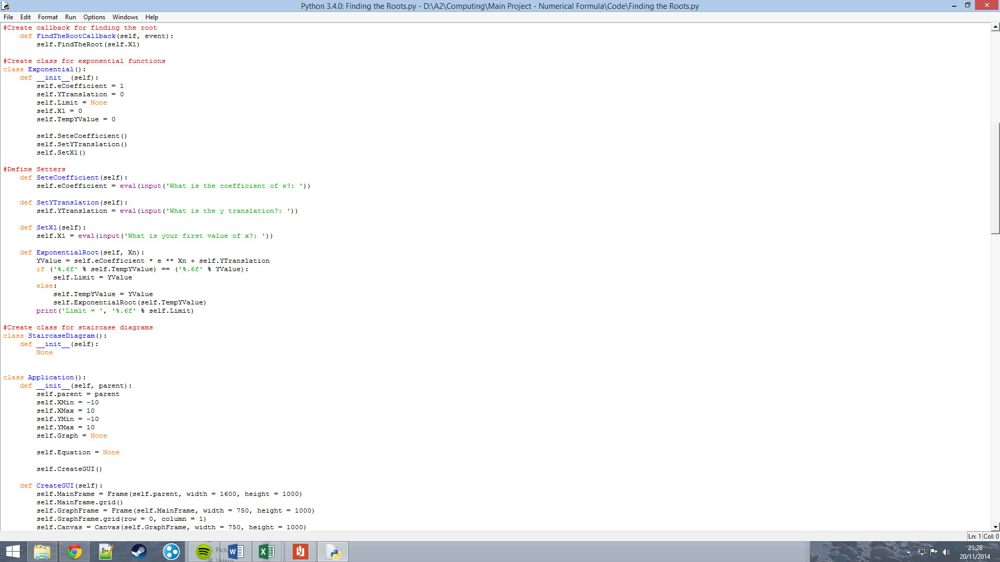 Python 3.4.0: Finding the Roots.py - D:\A2\Computing\Main Project - Numerical Formula\Code\Finding the Roots.py
File Edit Format Run Options Windows Help
#Create callback for finding the root
    def FindTheRootCallback(self, event):
        self.FindTheRoot(self.X1)
#Create class for exponential functions
class Exponential():
    def __init__(self):
        self.eCoefficient = 1
        self.YTranslation = 0
        self.Limit = None
        self.X1 = 0
        self.TempYValue = 0
        self.SeteCoefficient()
        self.SetYTranslation()
        self.SetX1()
#Define Setters
    def SeteCoefficient(self):
        self.eCoefficient = eval(input('What is the coefficient of e?: '))
    def SetYTranslation(self):
        self.YTranslation = eval(input('What is the y translation?: '))
    def SetX1(self):
        self.X1 = eval(input('What is your first value of x?: '))
    def ExponentialRoot(self, Xn):
        YValue = self.eCoefficient * e ** Xn + self.YTranslation
        if ('%.6f' % self.TempYValue) == ('%.6f' % YValue):
            self.Limit = YValue
        else:
            self.TempYValue = YValue
            self.ExponentialRoot(self.TempYValue)
        print('Limit = ', '%.6f' % self.Limit)
#Create class for staircase diagrams
class StaircaseDiagram():
    def __init__(self):
        None
class Application():
    def __init__(self, parent):
        self.parent = parent
        self.XMin = -10
        self.XMax = 10
        self.YMin = -10
        self.YMax = 10
        self.Graph = None
        self.Equation = None
        self.CreateGUI()
    def CreateGUI(self):
        self.MainFrame = Frame(self.parent, width = 1600, height = 1000)
        self.MainFrame.grid()
        self.GraphFrame = Frame(self.MainFrame, width = 750, height = 1000)
        self.GraphFrame.grid(row = 0, column = 1)
        self.Canvas = Canvas(self.GraphFrame, width = 750, height = 1000)
Ln: 1 Col: 0
21:28
20/11/2014